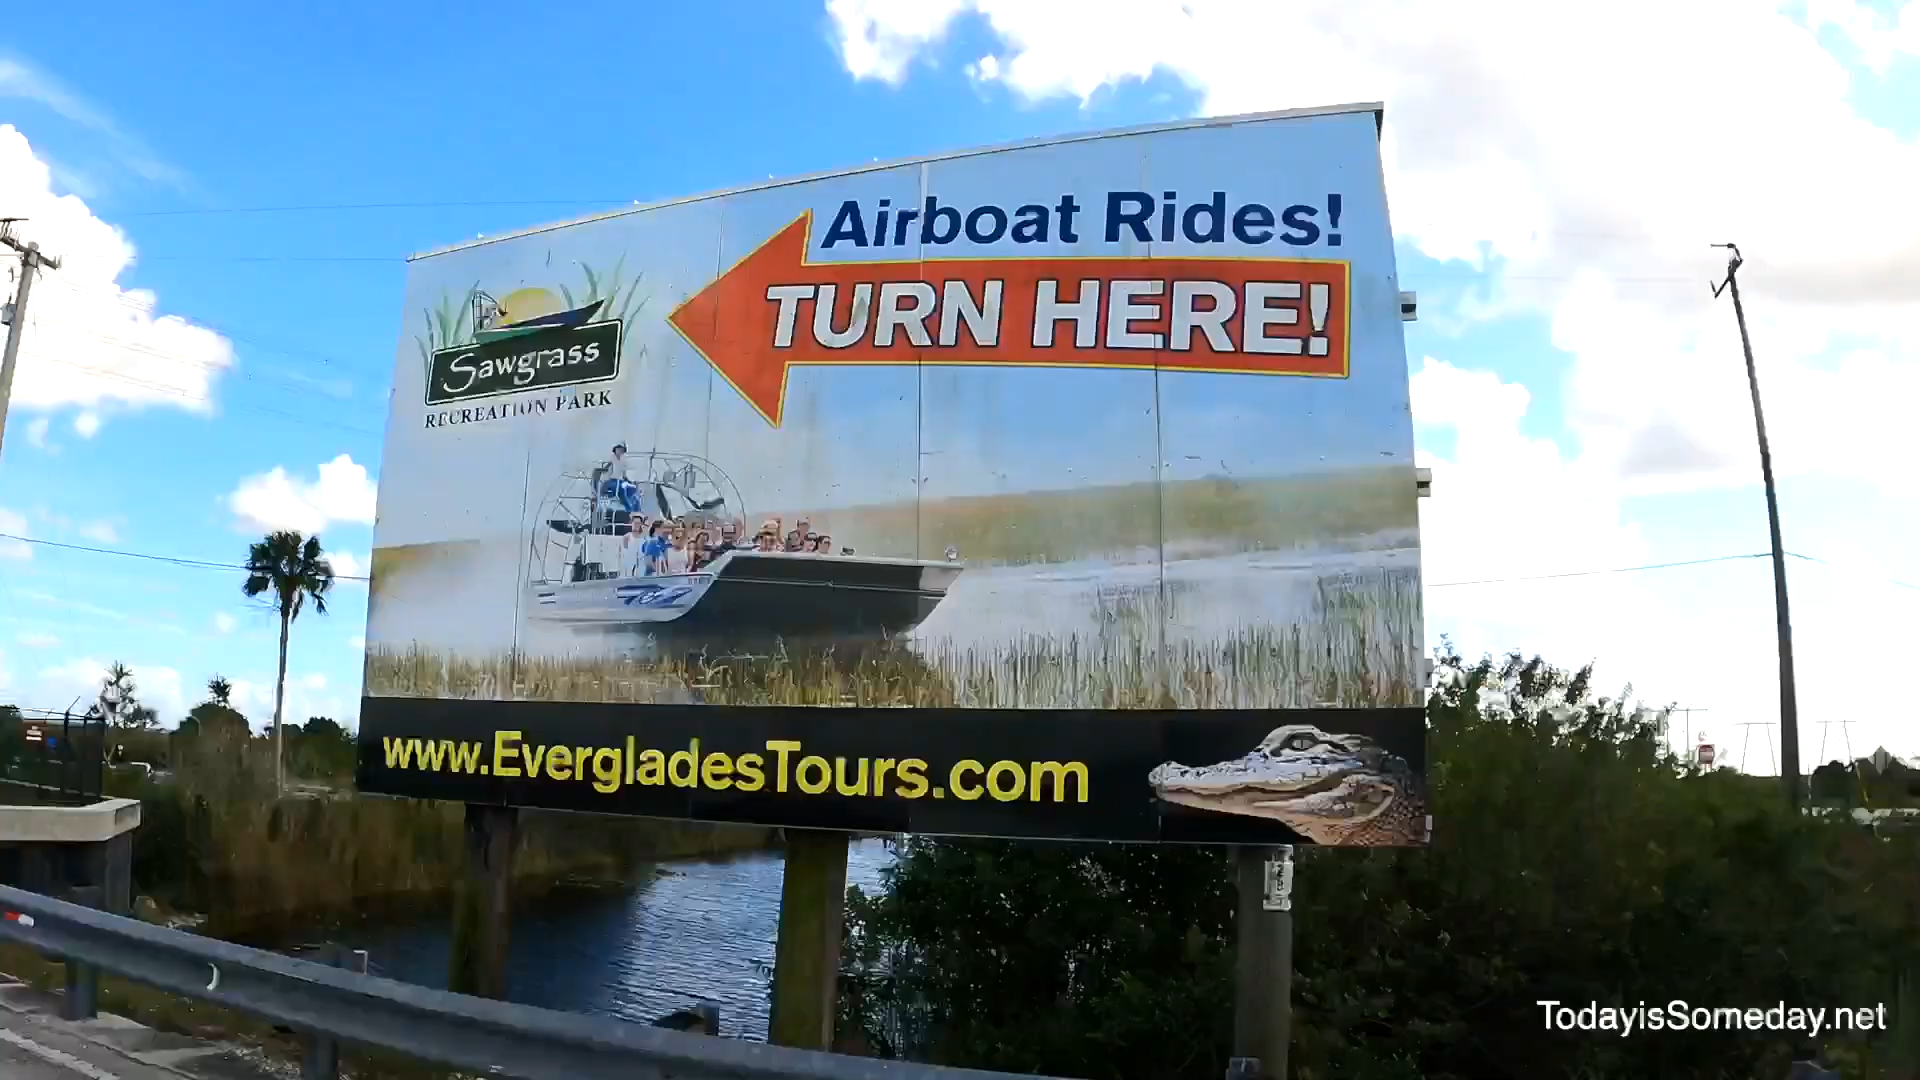 Airboat Rides!
TURN HERE!
Sawgrass
RECREATION PARK
www.EvergladesTours.com
TodayisSomeday.net